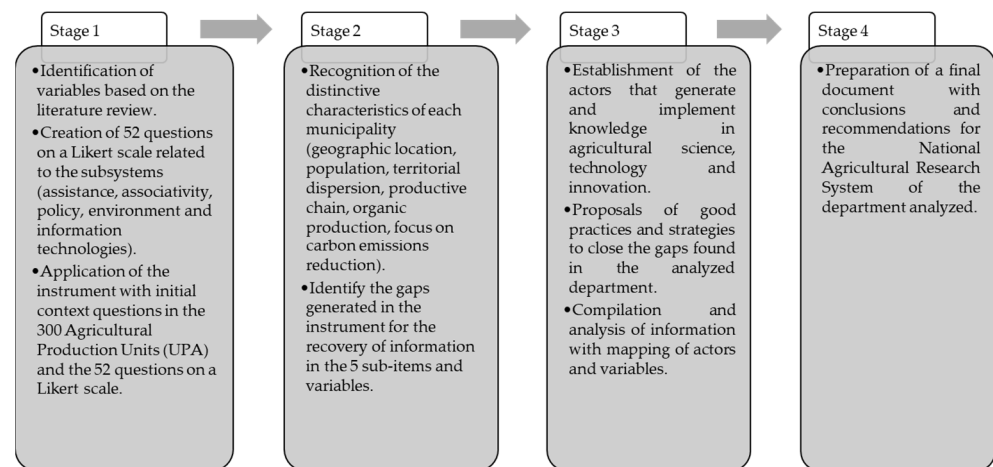 Stage 1
•Identification of
variables based on the
literature review.
•Creation of 52 questions
on a Likert scale related
to the subsystems
(assistance, associativity,
policy, environment and
information
technologies).
•Application of the
instrument with initial
context questions in the
300 Agricultural
Production Units (UPA)
and the 52 questions on a
Likert scale.
Stage 2
•Recognition of the
distinctive
characteristics of each
municipality
(geographic location,
population, territorial
dispersion, productive
chain, organic
production, focus on
carbon emissions
reduction).
•Identify the gaps
generated in the
instrument for the
recovery of information
in the 5 sub-items and
variables.
Stage 3
•Establishment of the
actors that generate
and implement
knowledge in
agricultural science,
technology and
innovation.
•Proposals of good
practices and strategies
to close the gaps found
in the analyzed
department.
•Compilation and
analysis of information
with mapping of actors
and variables.
Stage 4
•Preparation of a final
document with
conclusions and
recommendations for
the National
Agricultural Research
System of the
department analyzed.